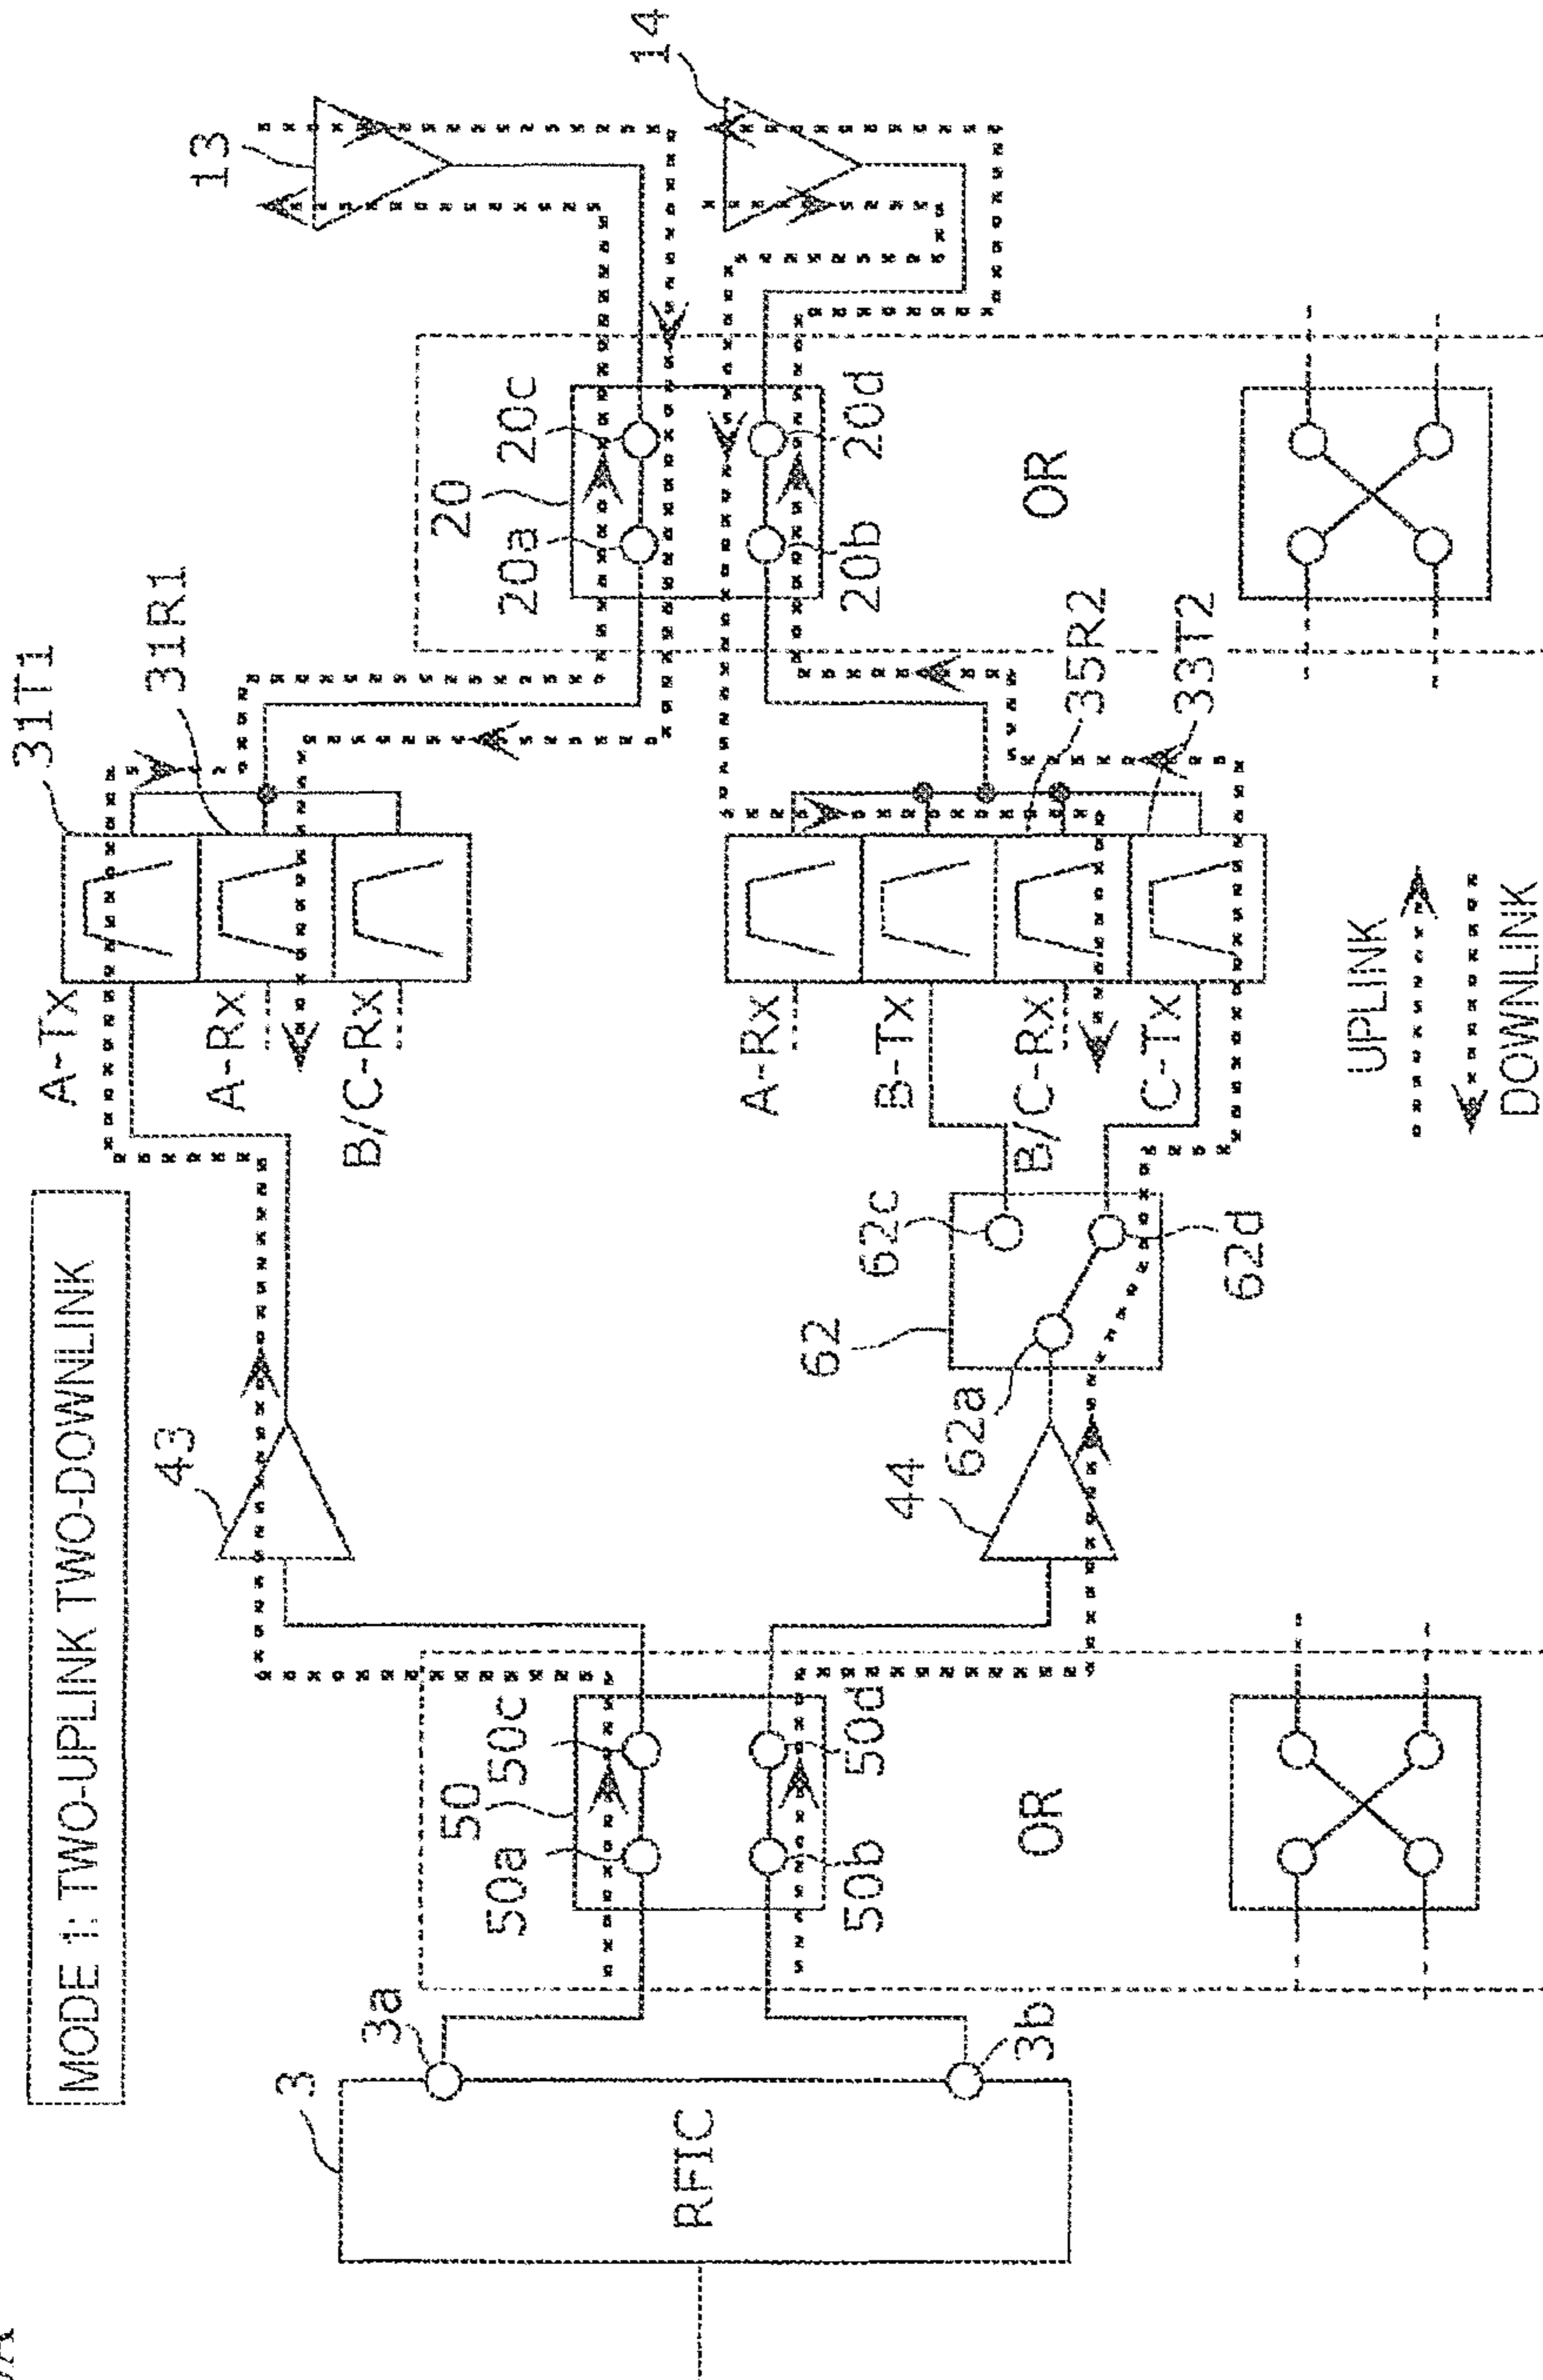 MODE 1: TWO-UPLINK TWO-DOWNLINK
3
3a
3b
RFIC
50
50a
50c
50b
50d
OR
43
44
62
62a
62c
62d
A-Tx
A-Rx
B/C-Rx
A-Rx
B-Tx
B/C-Rx
C-Tx
31T1
31R1
35R2
33T2
20
20a
20c
20b
20d
OR
13
14
UPLINK
DOWNLINK